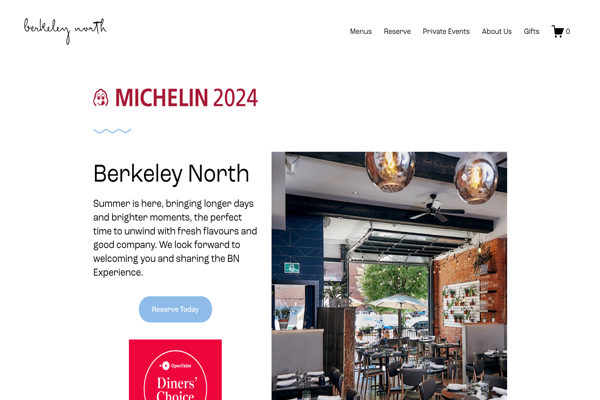 berkeley north
Menus
Reserve
Private Events
About Us
Gifts
0
MICHELIN 2024
Berkeley North
Summer is here, bringing longer days
and brighter moments, the perfect
time to unwind with fresh flavours and
good company. We look forward to
welcoming you and sharing the BN
Experience.
Reserve Today
OpenTable
Diners'
Choice